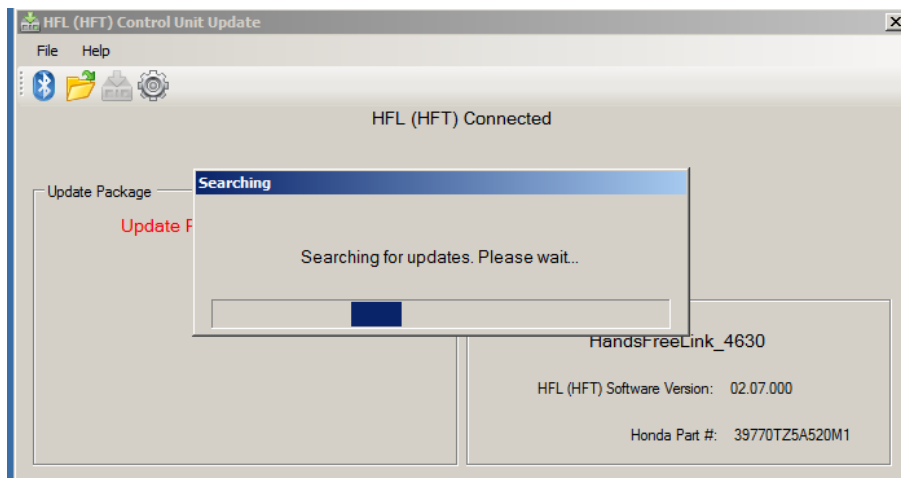 HFL (HFT) Control Unit Update
File Help
HFL (HFT) Connected
Update Package
Searching
Update
Searching for updates. Please wait...
HandsFreeLink_4630
HFL (HFT) Software Version: 02.07.000
Honda Part #: 39770TZ5A520M1